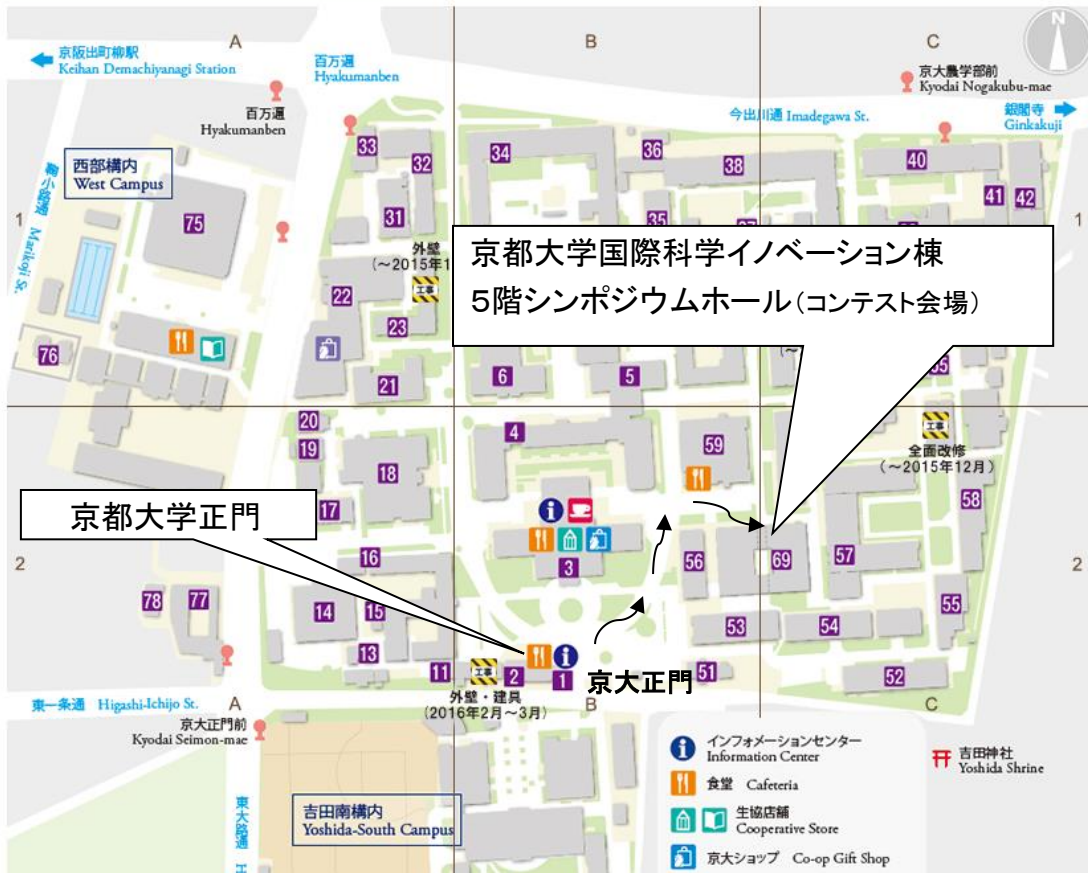 A
B
C
N
京阪出町柳駅
Keihan Demachiyanagi Station
百万遍
Hyakumanben
百万遍
Hyakumanben
京大農学部前
Kyodai Nogakubu-mae
今出川通 Imadegawa St.
銀閣寺
Ginkakuji
西部構内
West Campus
Marikoji St.
33
32
34
36
38
40
41
42
75
31
35
1
1
外壁
工事
22
23
76
21
6
5
京都大学国際科学イノベーション棟
5階シンポジウムホール(コンテスト会場)
20
19
18
17
4
59
工事
全面改修
(~2015年12月)
58
京都大学正門
16
3
56
69
57
2
2
78
77
14
15
13
53
54
55
11
工事
2
1
京大正門
51
52
外壁・建具
(2016年2月~3月)
東一条通 Higashi-Ichijo St.
A
B
C
京大正門前
Kyodai Seimon-mae
東大路通
吉田南構内
Yoshida-South Campus
インフォメーションセンター
Information Center
食堂 Cafeteria
生協店舗
Cooperative Store
京大ショップ Co-op Gift Shop
吉田神社
Yoshida Shrine